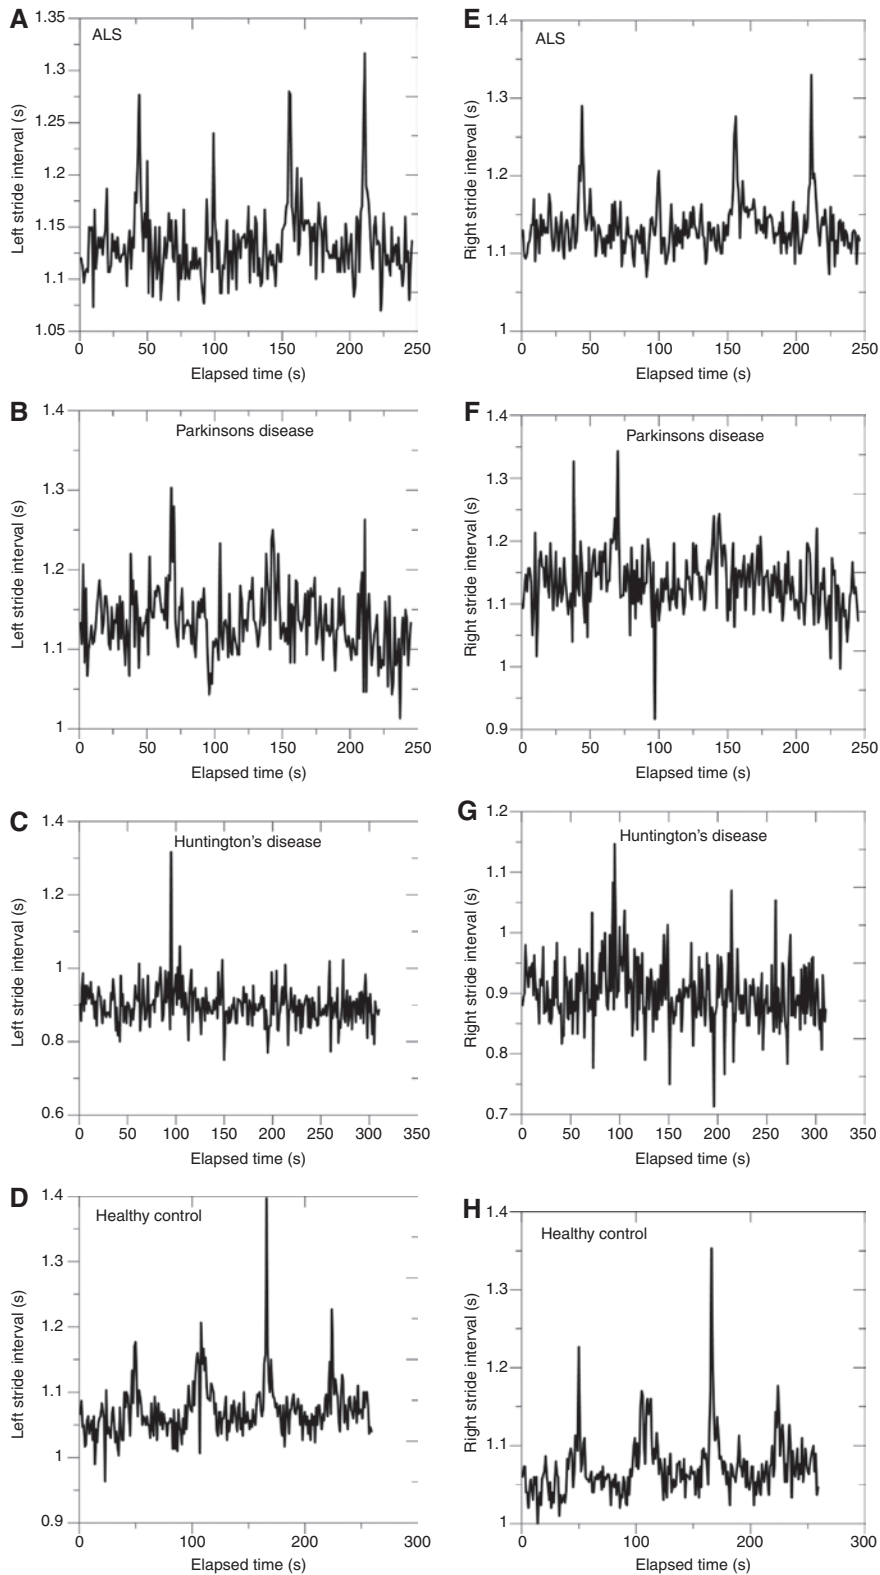 A
ALS
Left stride interval (s)
1.35
1.3
1.25
1.2
1.15
1.1
1.05
0 50 100 150 200 250
Elapsed time (s)
E
ALS
Right stride interval (s)
1.4
1.3
1.2
1.1
1
0 50 100 150 200 250
Elapsed time (s)
B
Parkinsons disease
Left stride interval (s)
1.4
1.3
1.2
1.1
1
0 50 100 150 200 250
Elapsed time (s)
F
Parkinsons disease
Right stride interval (s)
1.4
1.3
1.2
1.1
1
0.9
0 50 100 150 200 250
Elapsed time (s)
C
Huntington's disease
Left stride interval (s)
1.4
1.2
1
0.8
0.6
0 50 100 150 200 250 300 350
Elapsed time (s)
G
Huntington's disease
Right stride interval (s)
1.2
1.1
1
0.9
0.8
0.7
0 50 100 150 200 250 300 350
Elapsed time (s)
D
Healthy control
Left stride interval (s)
1.4
1.3
1.2
1.1
1
0.9
0 100 200 300
Elapsed time (s)
H
Healthy control
Right stride interval (s)
1.4
1.3
1.2
1.1
1
0 100 200 300
Elapsed time (s)